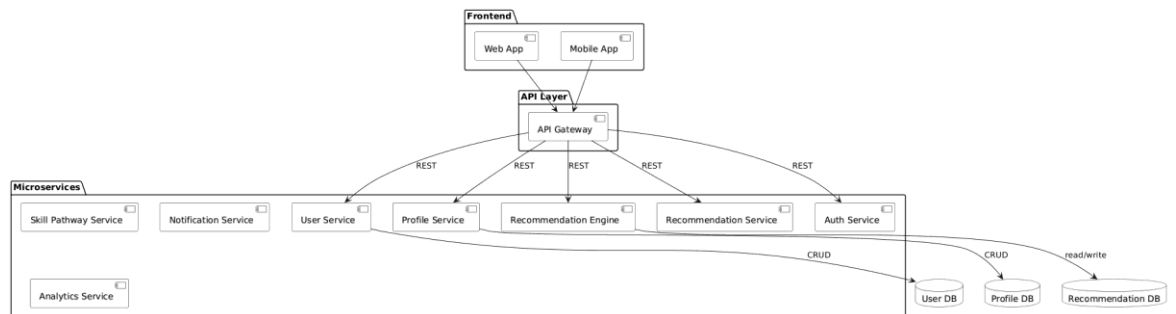 Frontend
Web App
Mobile App
API Layer
API Gateway
REST
REST
REST
REST
REST
Microservices
Skill Pathway Service
Notification Service
User Service
Profile Service
Recommendation Engine
Recommendation Service
Auth Service
CRUD
CRUD
read/write
Analytics Service
User DB
Profile DB
Recommendation DB